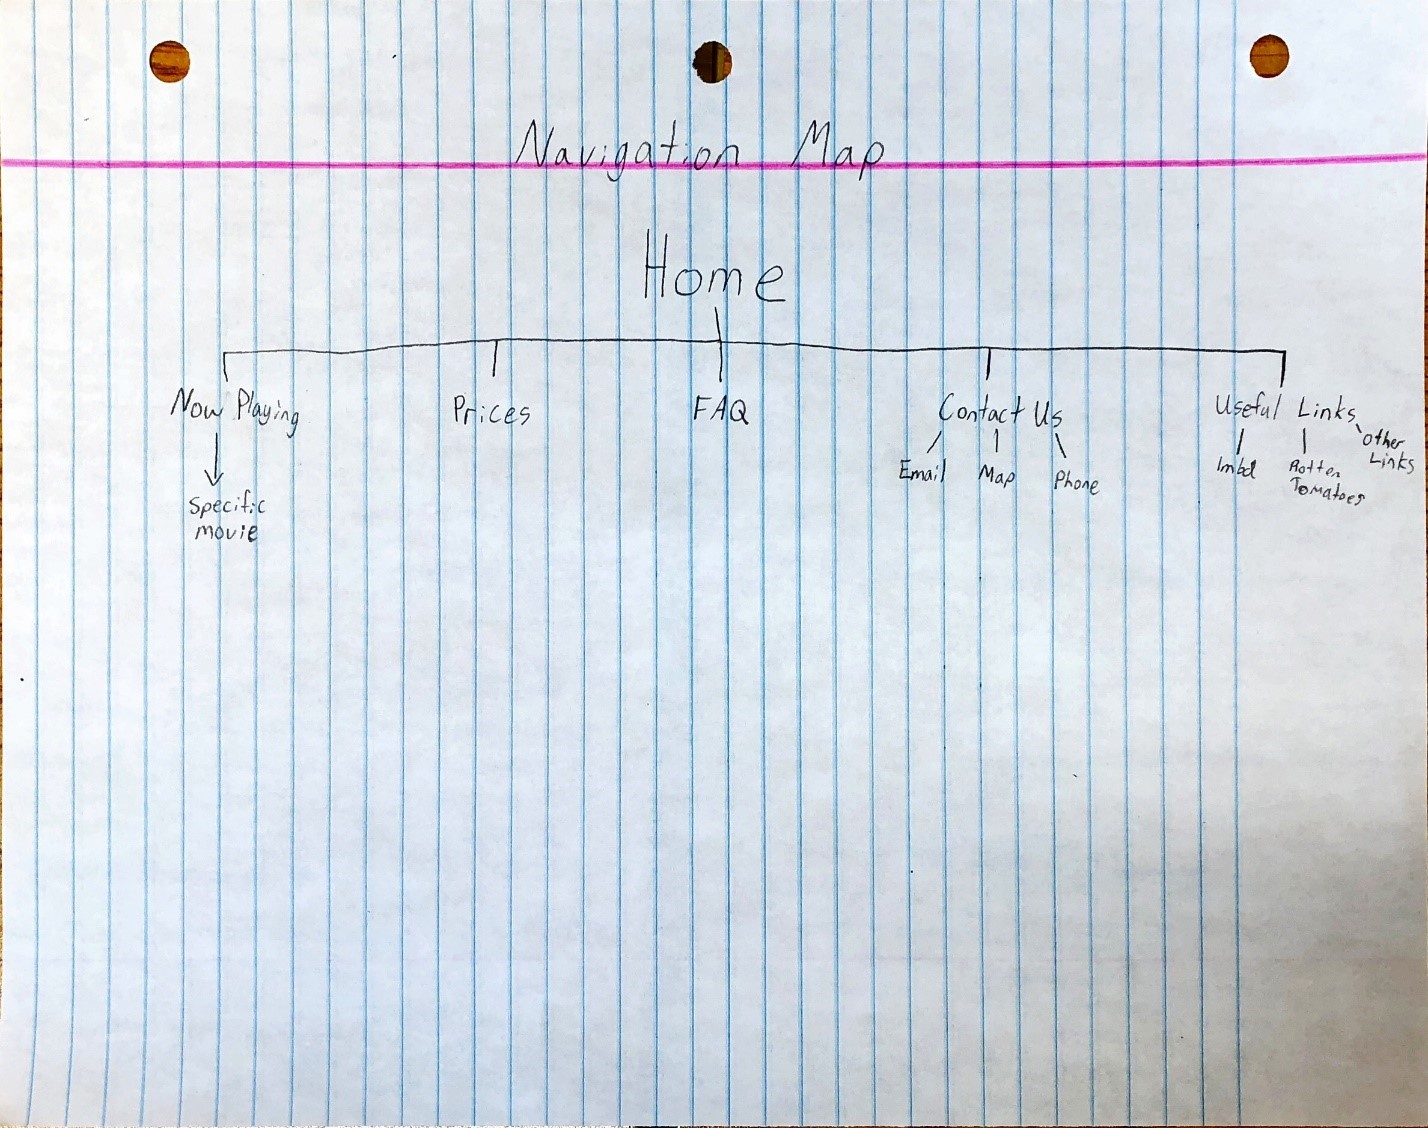 Navigation Map
Home
Now Playing
Prices
FAQ
Contact Us
Useful Links
Specific
movie
Email
Map
Phone
Imbd
Rotten
Tomatoes
other
Links